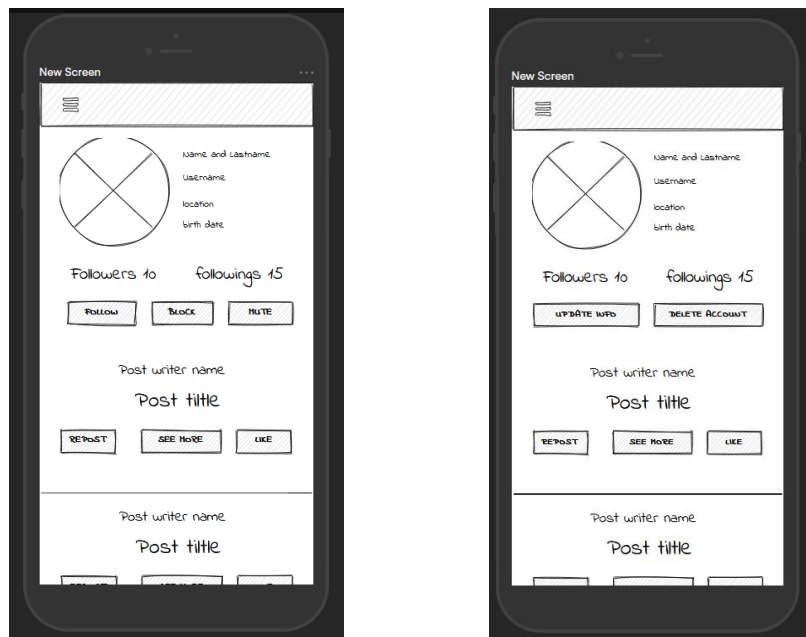 New Screen
Name and Lastname
Username
location
birth date
Followers 10 followings 15
FOLLOW BLOCK MUTE
Post writer name
Post tiltle
REPOST SEE MORE LIKE
Post writer name
Post tiltle
New Screen
Name and Lastname
Username
location
birth date
Followers 10 followings 15
UPDATE INFO DELETE ACCOUNT
Post writer name
Post tiltle
REPOST SEE MORE LIKE
Post writer name
Post tiltle